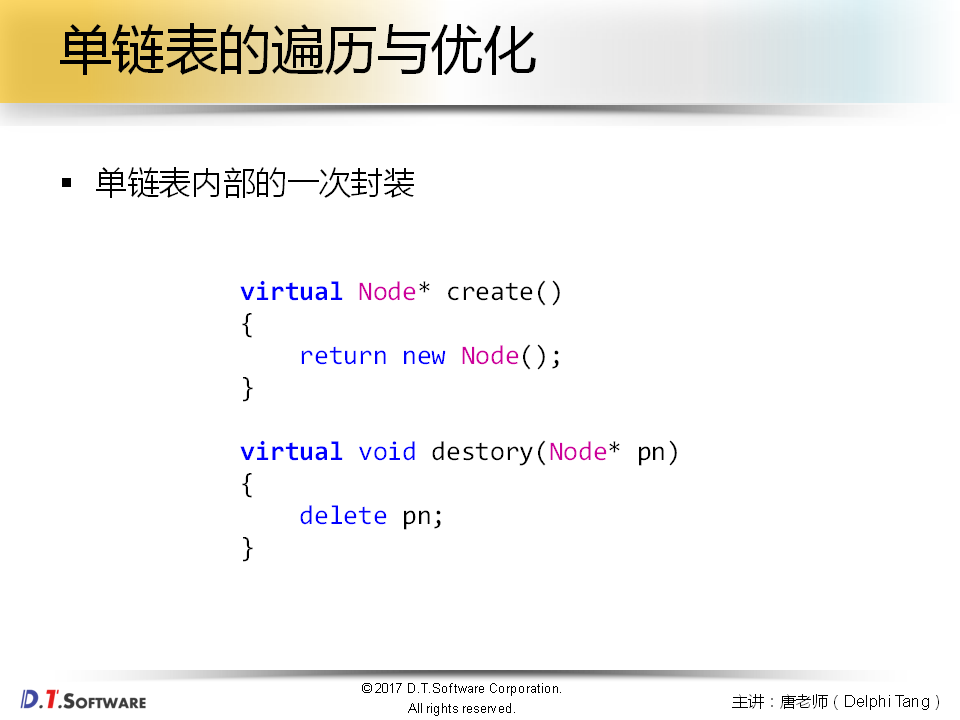 单链表的遍历与优化
▪ 单链表内部的一次封装
virtual Node* create()
{
    return new Node();
}
virtual void destory(Node* pn)
{
    delete pn;
}
D.T.SOFTWARE
©2017 D.T.Software Corporation.
All rights reserved.
主讲：唐老师（Delphi Tang）